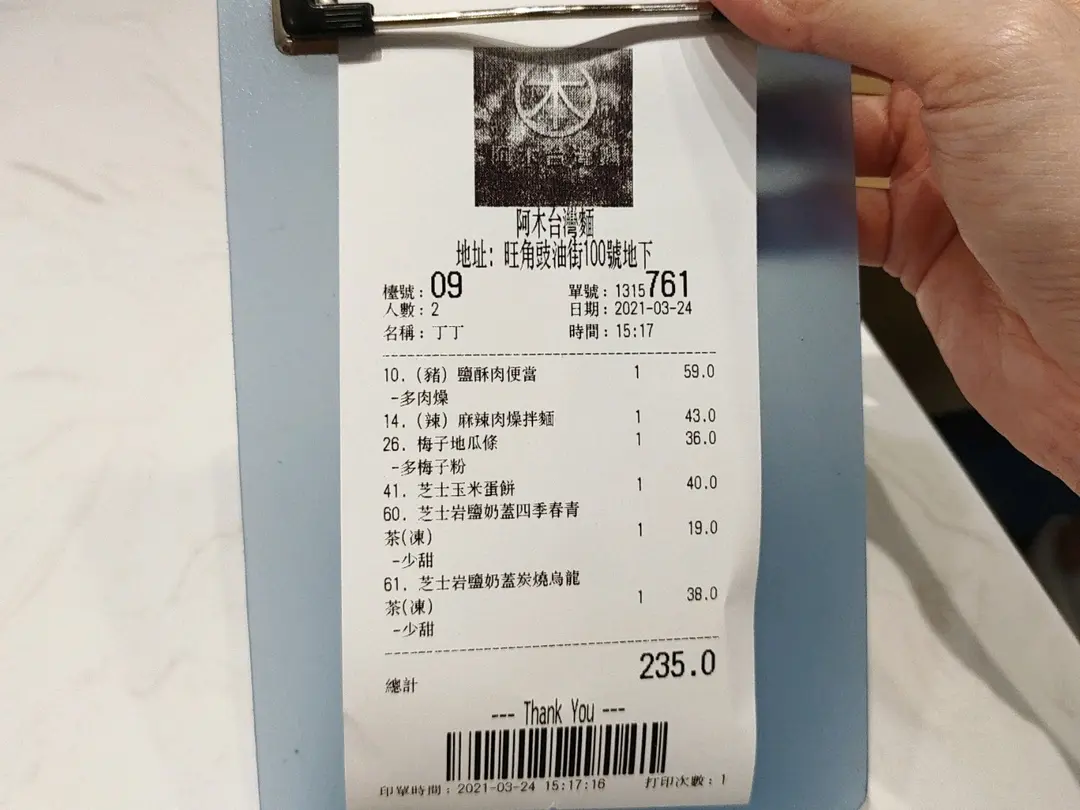 木
阿木台灣麵
阿木台灣麵
地址: 旺角豉油街100號地下
檯號: 09 單號: 1315761
人數: 2 日期: 2021-03-24
名稱: 丁丁 時間: 15:17
10. (豬) 鹽酥肉便當 1 59.0
-多肉燥
14. (辣) 麻辣肉燥拌麵 1 43.0
26. 梅子地瓜條 1 36.0
-多梅子粉
41. 芝士玉米蛋餅 1 40.0
60. 芝士岩鹽奶蓋四季春青
茶(凍) 1 19.0
-少甜
61. 芝士岩鹽奶蓋炭燒烏龍
茶(凍) 1 38.0
-少甜
總計 235.0
--- Thank You ---
印單時間: 2021-03-24 15:17:16 打印次數: 1